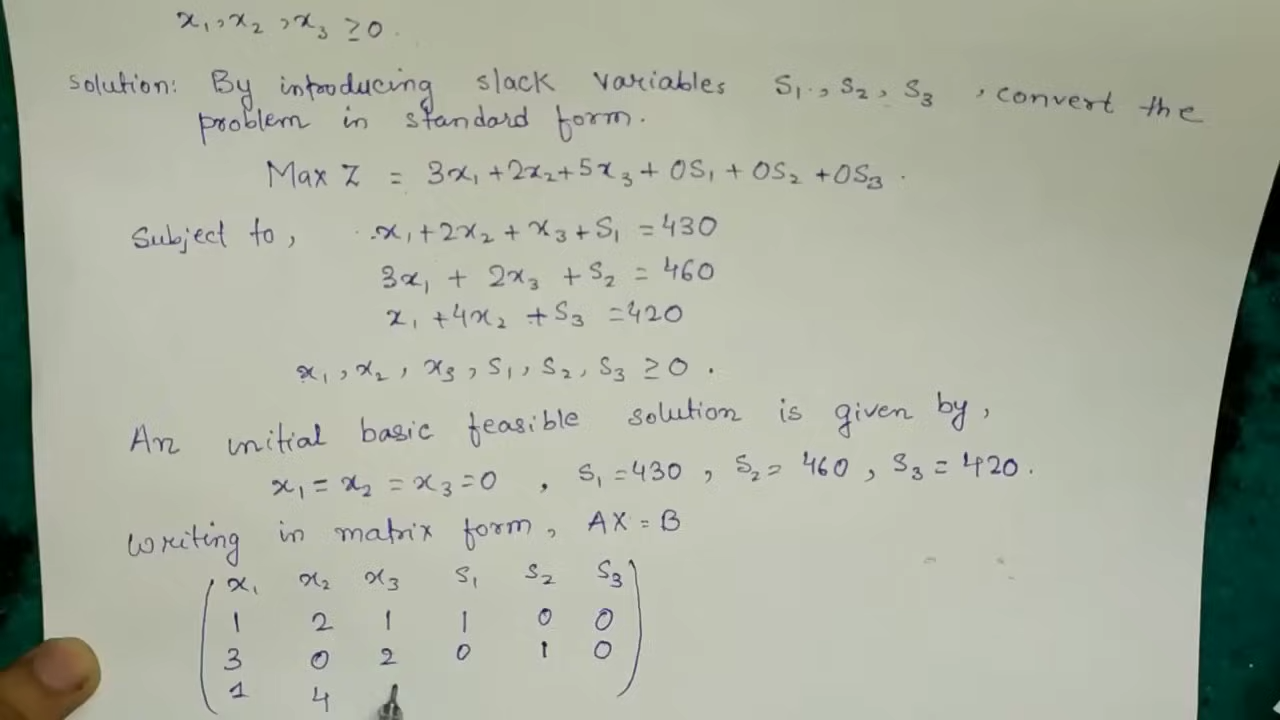 x₁, x₂, x₃ ≥ 0.
Solution: By introducing slack variables S₁, S₂, S₃, convert the
problem in standard form.
Max Z = 3x₁ + 2x₂ + 5x₃ + 0S₁ + 0S₂ + 0S₃.
Subject to, x₁ + 2x₂ + x₃ + S₁ = 430
3x₁ + 2x₃ + S₂ = 460
x₁ + 4x₂ + S₃ = 420
x₁, x₂, x₃, S₁, S₂, S₃ ≥ 0.
An initial basic feasible solution is given by,
x₁ = x₂ = x₃ = 0, S₁ = 430, S₂ = 460, S₃ = 420.
Writing in matrix form, AX = B
x₁ x₂ x₃ S₁ S₂ S₃
1 2 1 1 0 0
3 0 2 0 1 0
1 4